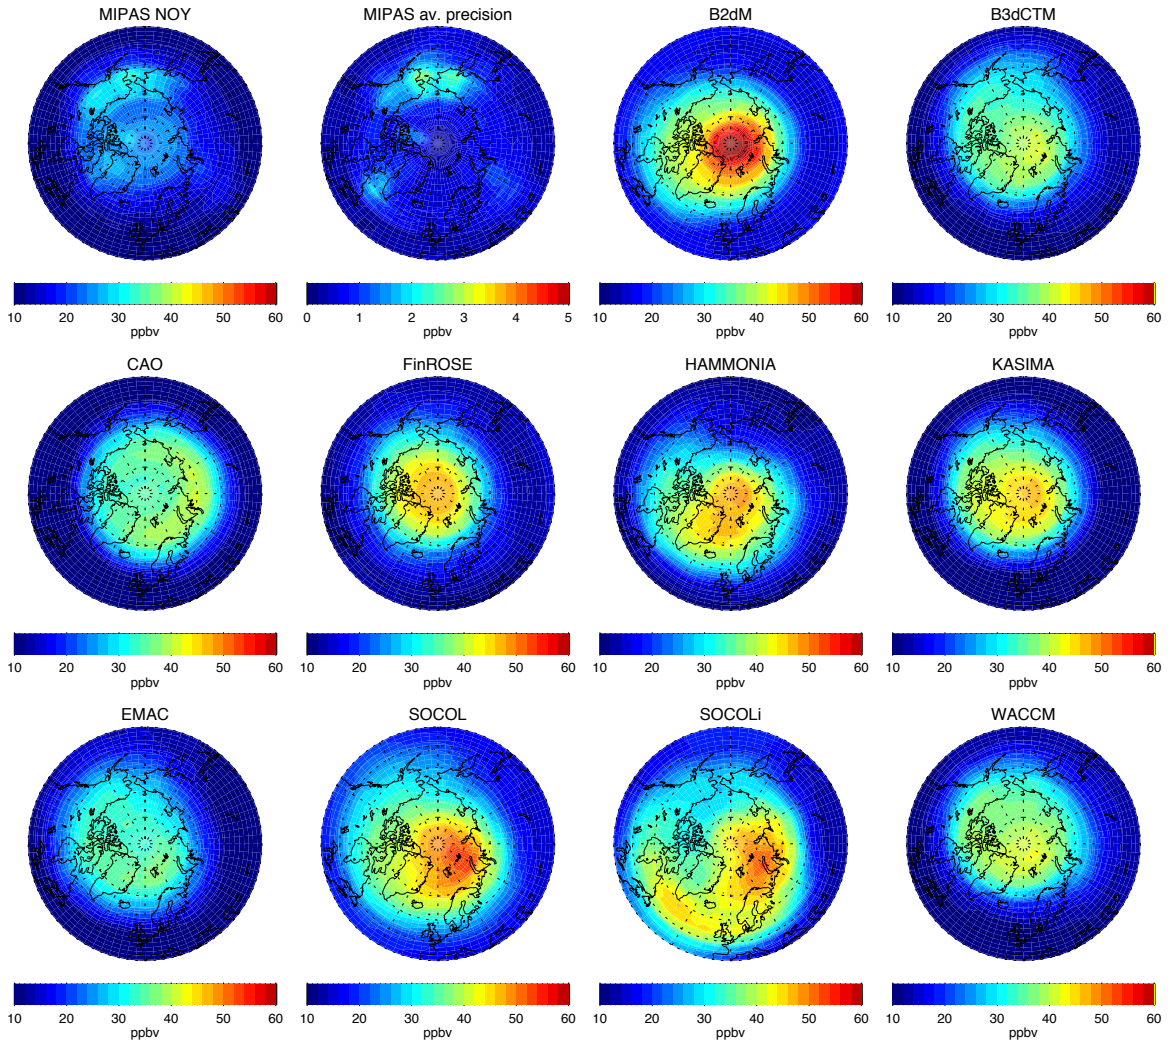 MIPAS NOY MIPAS av. precision B2dM B3dCTM
10 20 30 40 50 60 0 1 2 3 4 5 10 20 30 40 50 60 10 20 30 40 50 60
ppbv ppbv ppbv ppbv
CAO FinROSE HAMMONIA KASIMA
10 20 30 40 50 60 10 20 30 40 50 60 10 20 30 40 50 60 10 20 30 40 50 60
ppbv ppbv ppbv ppbv
EMAC SOCOL SOCOLi WACCM
10 20 30 40 50 60 10 20 30 40 50 60 10 20 30 40 50 60 10 20 30 40 50 60
ppbv ppbv ppbv ppbv